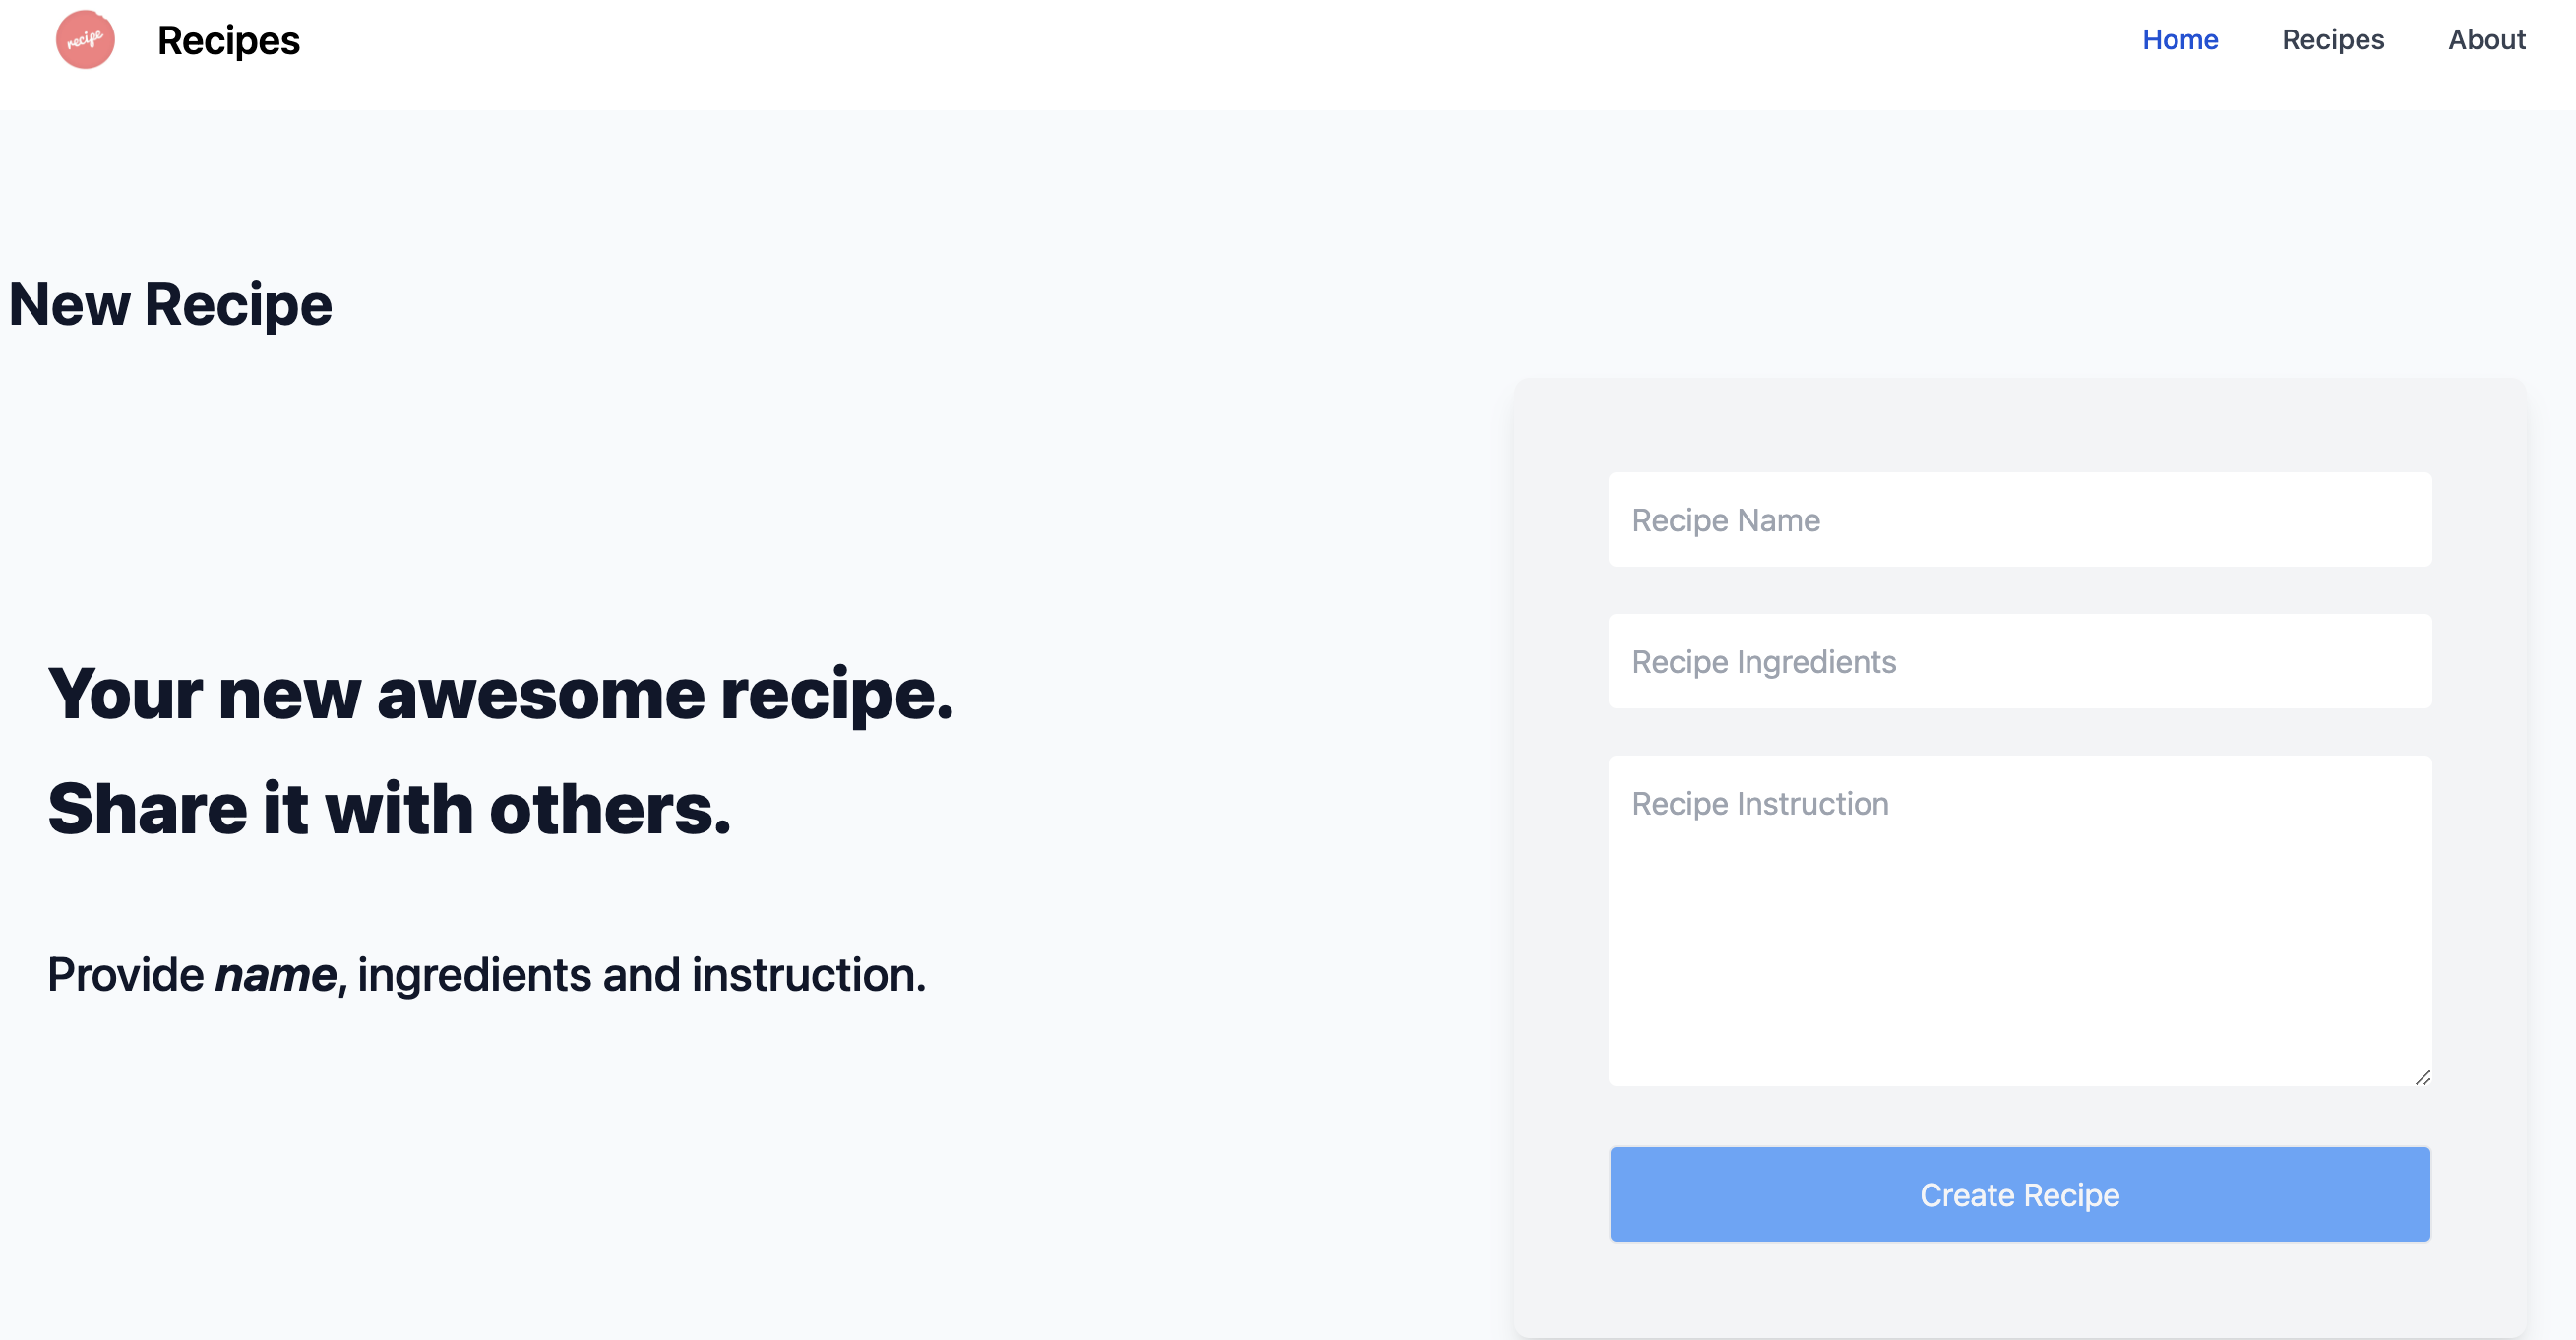 recipe
Recipes
Home
Recipes
About
New Recipe
Your new awesome recipe.
Share it with others.
Provide name, ingredients and instruction.
Recipe Name
Recipe Ingredients
Recipe Instruction
Create Recipe